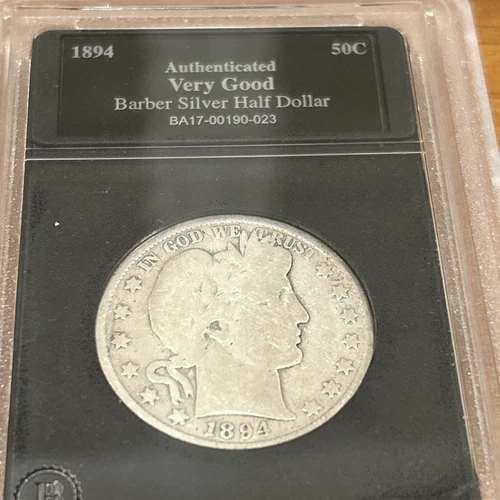 1894 50C
Authenticated
Very Good
Barber Silver Half Dollar
BA17-00190-023
IN GOD WE TRUST
1894